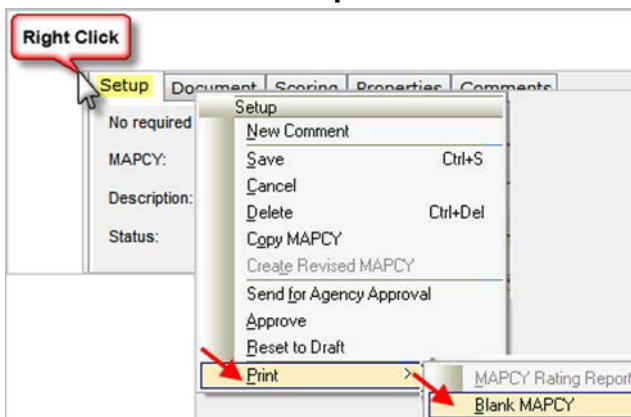 Right Click
Setup Document Scoring Properties Comments
No required
MAPCY:
Description:
Status:
Setup
New Comment
Save Ctrl+S
Cancel
Delete Ctrl+Del
Copy MAPCY
Create Revised MAPCY
Send for Agency Approval
Approve
Reset to Draft
Print >
MAPCY Rating Report
Blank MAPCY